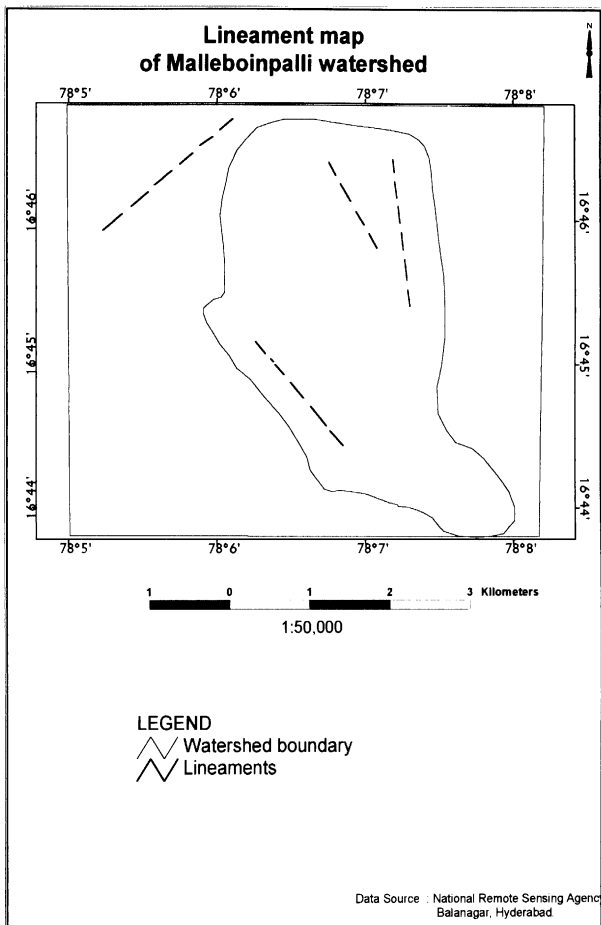 Lineament map
of Malleboinpalli watershed
N
78°5' 78°6' 78°7' 78°8'
16°46' 16°46'
16°45' 16°45'
16°44' 16°44'
78°5' 78°6' 78°7' 78°8'
1 0 1 2 3 Kilometers
1:50,000
LEGEND
Watershed boundary
Lineaments
Data Source : National Remote Sensing Agency
Balanagar, Hyderabad